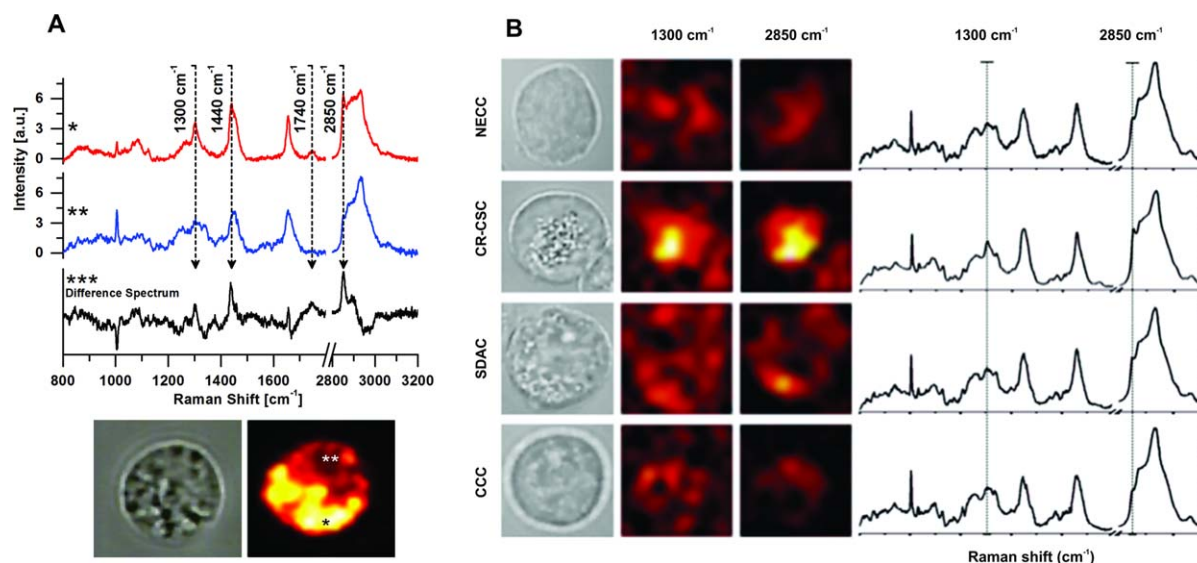 A
1300 cm-1
1440 cm-1
1740 cm-1
2850 cm-1
Intensity [a.u.]
6
3
0
*
6
3
0
**
***
Difference Spectrum
800 1000 1200 1400 1600 2800 3000 3200
Raman Shift [cm-1]
**
*
B
1300 cm-1 2850 cm-1 1300 cm-1 2850 cm-1
NECC
CR-CSC
SDAC
CCC
Raman shift (cm-1)